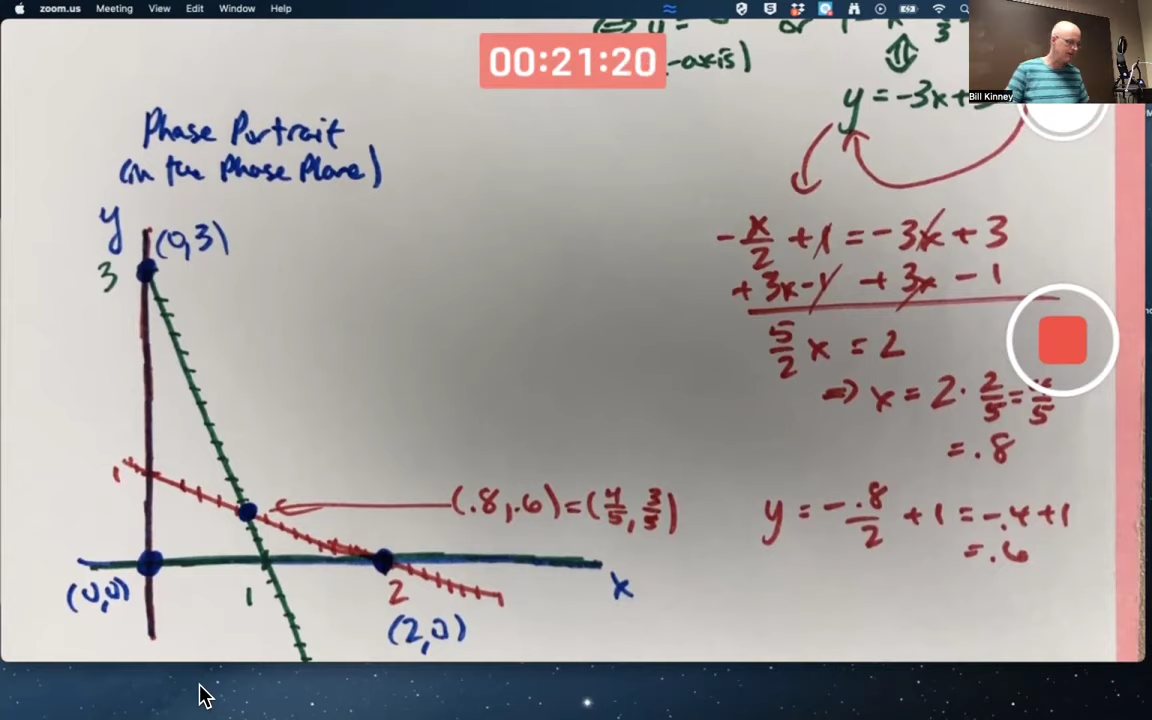 zoom.us Meeting View Edit Window Help
00:21:20
-axis)
or
Bill Kinney
y = -3x+
Phase Portrait
(in the Phase Plane)
y
(0,3)
3
1
(0,0)
1
2
(2,0)
x
(.8,.6)=(4/5, 3/5)
-x/2 +1 = -3x + 3
+ 3x-1 + 3x - 1
5/2 x = 2
⇒ x = 2 · 2/5 = 4/5
= .8
y = -.8/2 + 1 = -.4+1
= .6